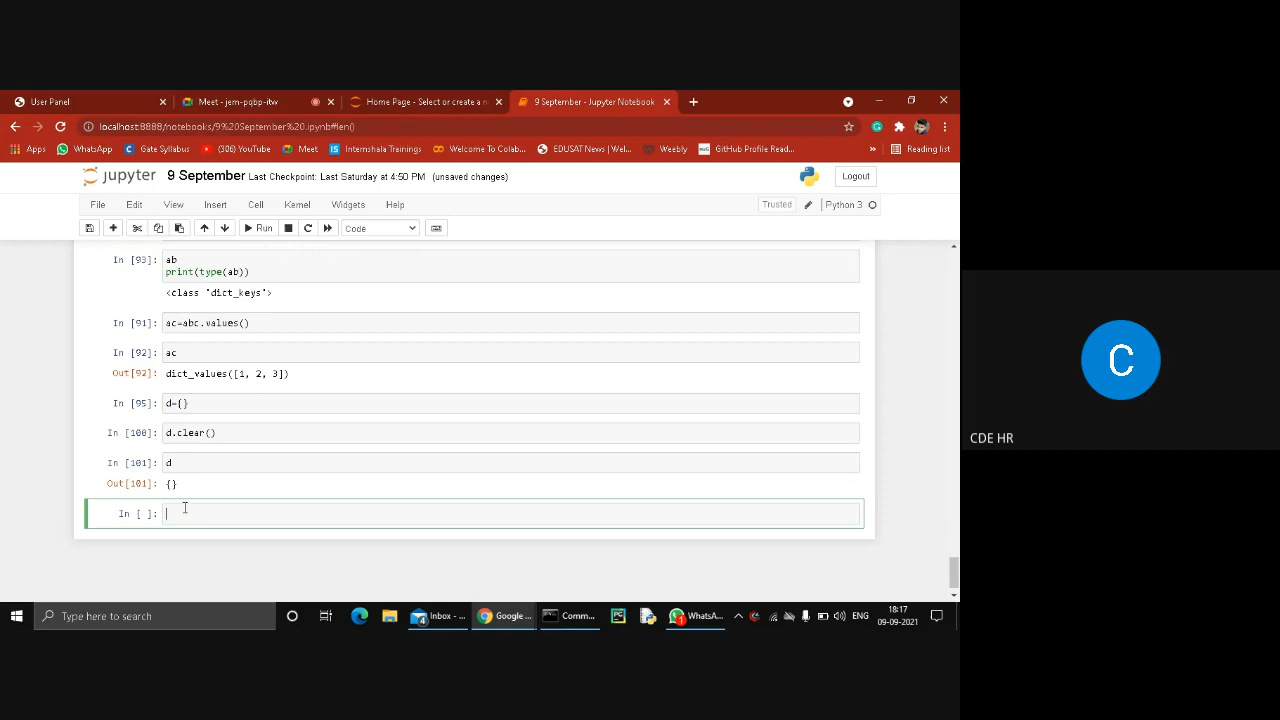 User Panel
Meet - jem-pqbp-itw
Home Page - Select or create a n
9 September - Jupyter Notebook
localhost:8888/notebooks/9%20September%20.ipynb#len()
Apps
WhatsApp
Gate Syllabus
(306) YouTube
Meet
Internshala Trainings
Welcome To Colab...
EDUSAT News | Wel...
Weebly
GitHub Profile Read...
»
Reading list
jupyter
9 September Last Checkpoint: Last Saturday at 4:50 PM (unsaved changes)
Logout
File Edit View Insert Cell Kernel Widgets Help
Trusted
Python 3
Run
Code
In [93]: ab
print(type(ab))
<class 'dict_keys'>
In [91]: ac=abc.values()
In [92]: ac
Out[92]: dict_values([1, 2, 3])
In [95]: d={}
In [100]: d.clear()
In [101]: d
Out[101]: {}
In [ ]:
C
CDE HR
Type here to search
4
Inbox - ...
Google ...
Comm...
PC
1
WhatsA...
ENG
18:17
09-09-2021